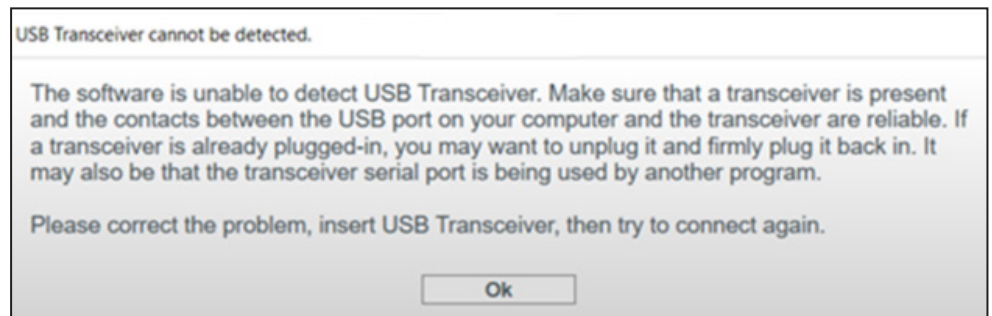 USB Transceiver cannot be detected.
The software is unable to detect USB Transceiver. Make sure that a transceiver is present
and the contacts between the USB port on your computer and the transceiver are reliable. If
a transceiver is already plugged-in, you may want to unplug it and firmly plug it back in. It
may also be that the transceiver serial port is being used by another program.
Please correct the problem, insert USB Transceiver, then try to connect again.
Ok